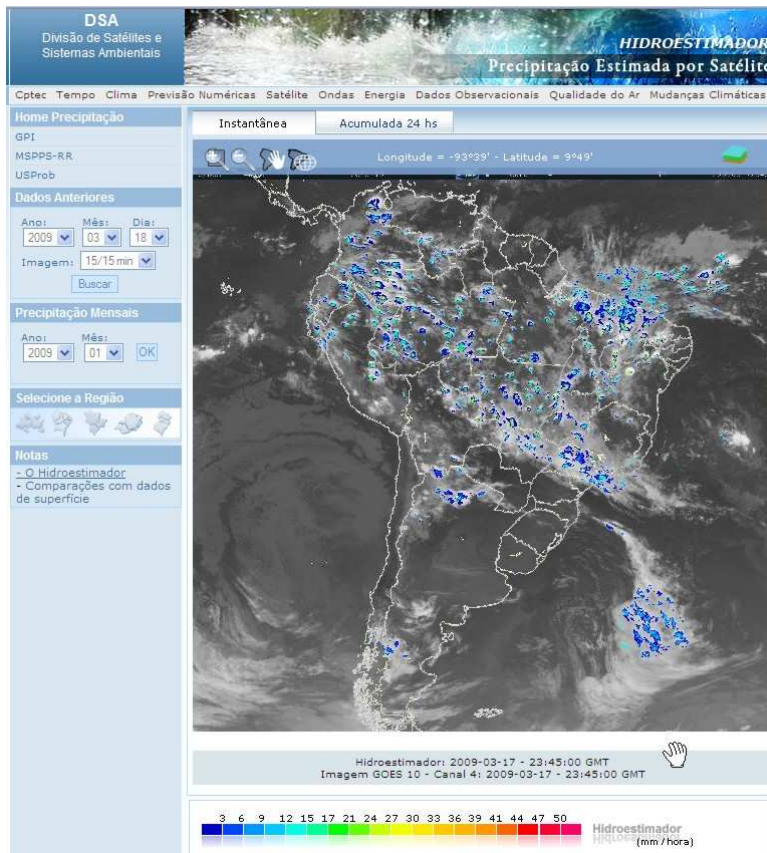 DSA
Divisão de Satélites e
Sistemas Ambientais
HIDROESTIMADOR
Precipitação Estimada por Satélite
Cptec Tempo Clima Previsão Numéricas Satélite Ondas Energia Dados Observacionais Qualidade do Ar Mudanças Climáticas
Home Precipitação
GPI
MSPPS-RR
USProb
Dados Anteriores
Ano: Mês: Dia:
2009 03 18
Imagem: 15/15 min
Buscar
Precipitação Mensais
Ano: Mês:
2009 01 OK
Selecione a Região
Notas
- O Hidroestimador
- Comparações com dados
de superfície
Instantânea Acumulada 24 hs
Longitude = -93°39' - Latitude = 9°49'
Hidroestimador: 2009-03-17 - 23:45:00 GMT
Imagem GOES 10 - Canal 4: 2009-03-17 - 23:45:00 GMT
3 6 9 12 15 17 19 21 24 27 30 33 36 39 41 44 47 50
Hidroestimador
(mm/hora)